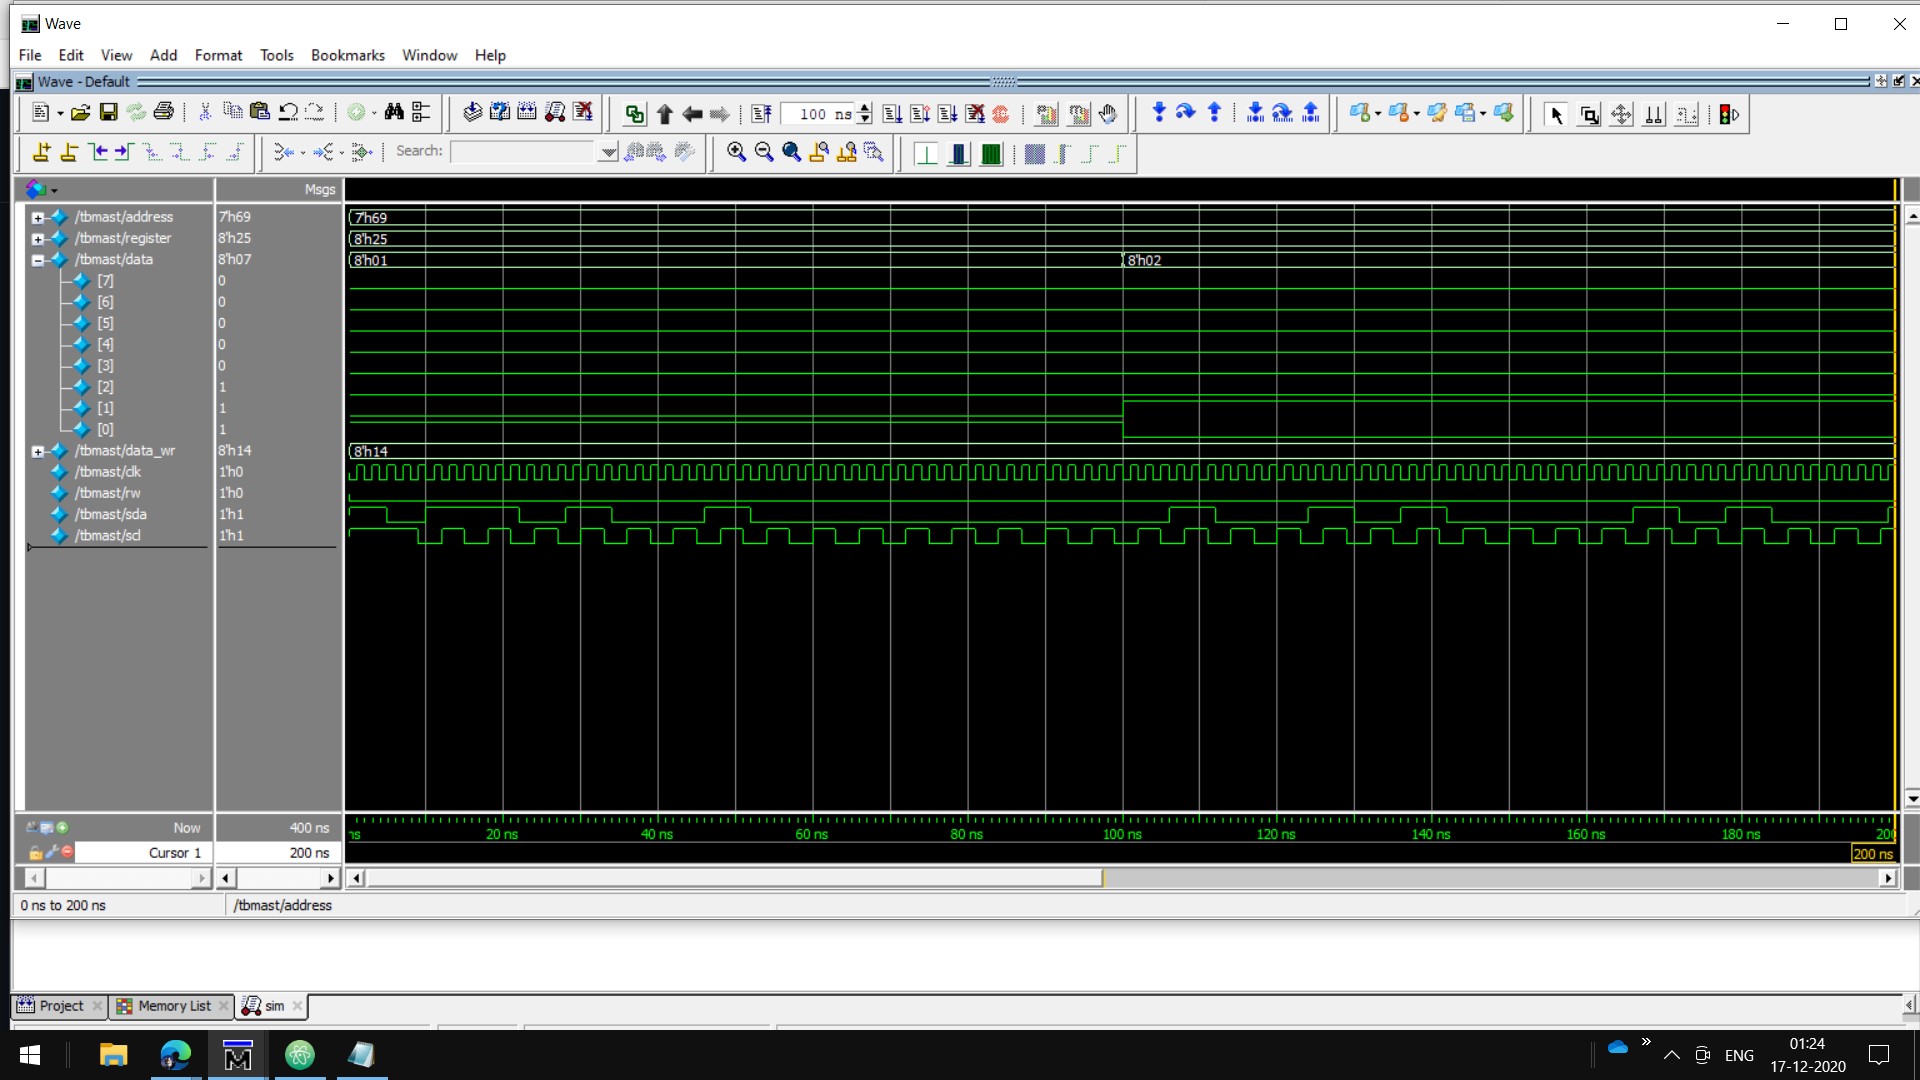 Wave
File Edit View Add Format Tools Bookmarks Window Help
Wave - Default
100 ns
Search:
Msgs
/tbmast/address 7'h69 7'h69
/tbmast/register 8'h25 8'h25
/tbmast/data 8'h07 8'h01 8'h02
[7] 0
[6] 0
[5] 0
[4] 0
[3] 0
[2] 1
[1] 1
[0] 1
/tbmast/data_wr 8'h14 8'h14
/tbmast/clk 1'h0
/tbmast/rw 1'h0
/tbmast/sda 1'h1
/tbmast/scl 1'h1
Now 400 ns ns 20 ns 40 ns 60 ns 80 ns 100 ns 120 ns 140 ns 160 ns 180 ns 200
Cursor 1 200 ns 200 ns
0 ns to 200 ns /tbmast/address
Project Memory List sim
ENG 01:24
17-12-2020